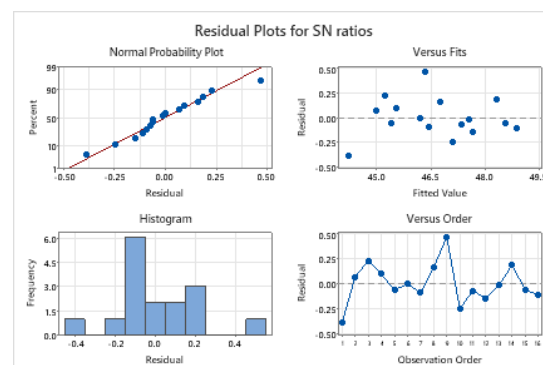 Residual Plots for SN ratios
Normal Probability Plot
Versus Fits
99
90
50
10
1
Percent
-0.50 -0.25 0.00 0.25 0.50
Residual
0.50
0.25
0.00
-0.25
-0.50
Residual
45.0 46.5 48.0 49.5
Fitted Value
Histogram
Versus Order
6.0
4.5
3.0
1.5
0.0
Frequency
-0.4 -0.2 0.0 0.2 0.4
Residual
0.50
0.25
0.00
-0.25
-0.50
Residual
1 2 3 4 5 6 7 8 9 10 11 12 13 14 15 16
Observation Order